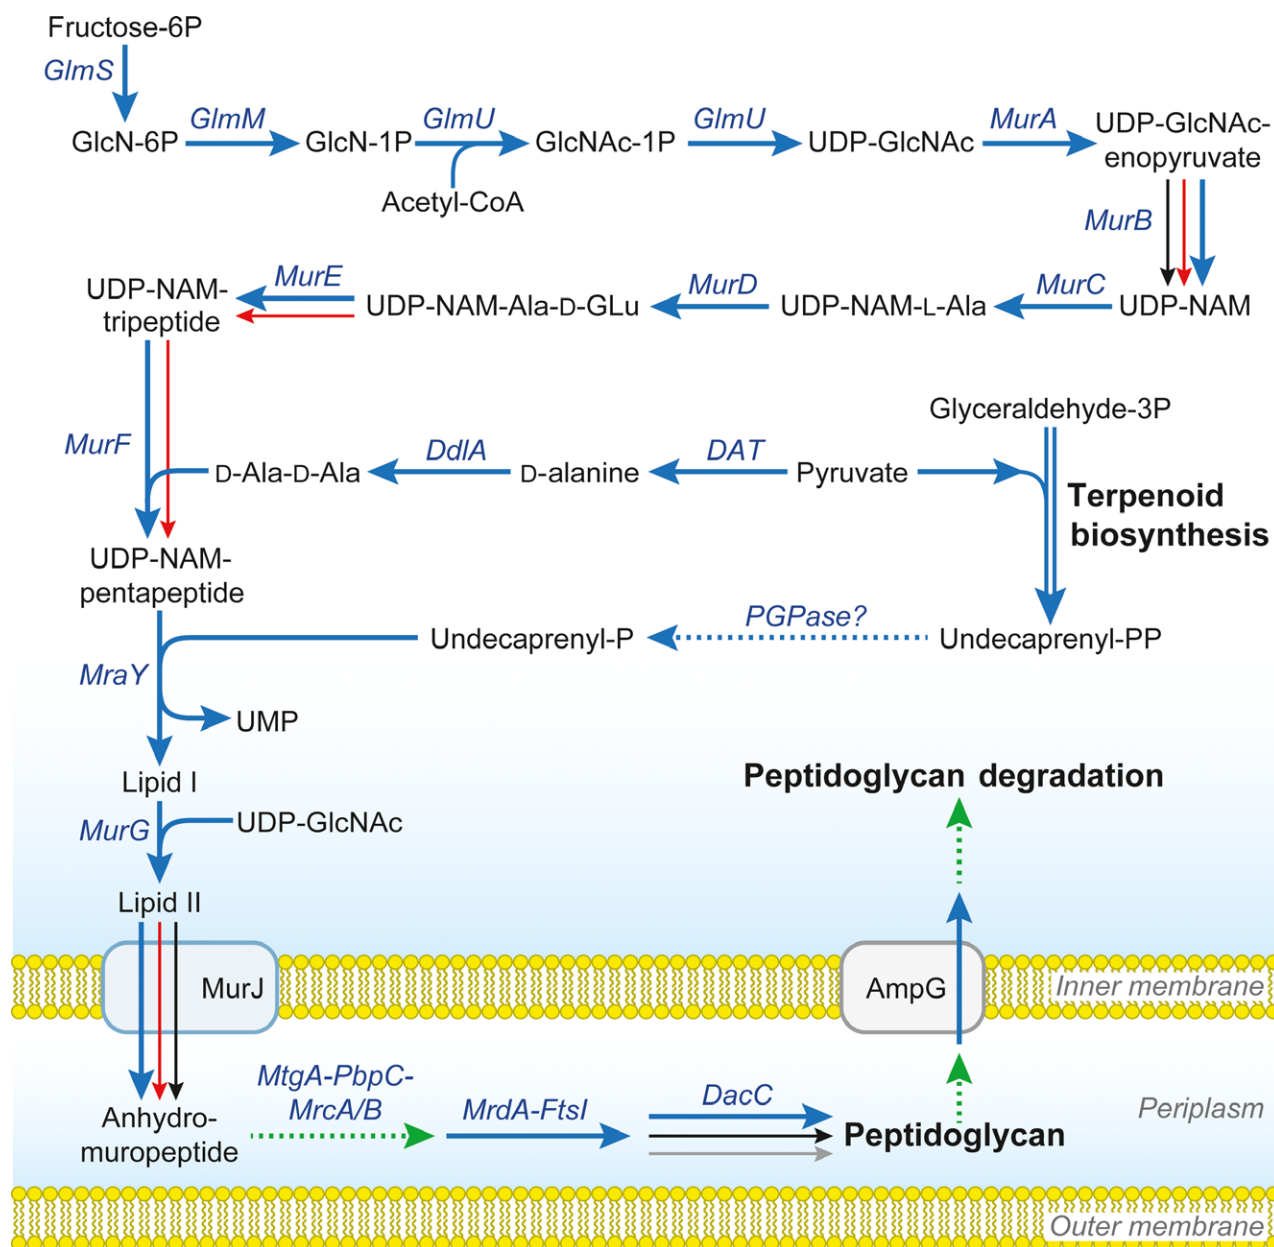 Fructose-6P
GlmS
GlcN-6P
GlmM
GlcN-1P
GlmU
Acetyl-CoA
GlcNAc-1P
GlmU
UDP-GlcNAc
MurA
UDP-GlcNAc-
enopyruvate
MurB
UDP-NAM
MurC
UDP-NAM-L-Ala
MurD
UDP-NAM-Ala-D-GLu
MurE
UDP-NAM-
tripeptide
MurF
D-Ala-D-Ala
DdlA
D-alanine
DAT
Pyruvate
Glyceraldehyde-3P
Terpenoid
biosynthesis
UDP-NAM-
pentapeptide
Undecaprenyl-P
PGPase?
Undecaprenyl-PP
MraY
UMP
Lipid I
MurG
UDP-GlcNAc
Lipid II
MurJ
Peptidoglycan degradation
AmpG
Inner membrane
Anhydro-
muropeptide
MtgA-PbpC-
MrcA/B
MrdA-FtsI
DacC
Peptidoglycan
Periplasm
Outer membrane